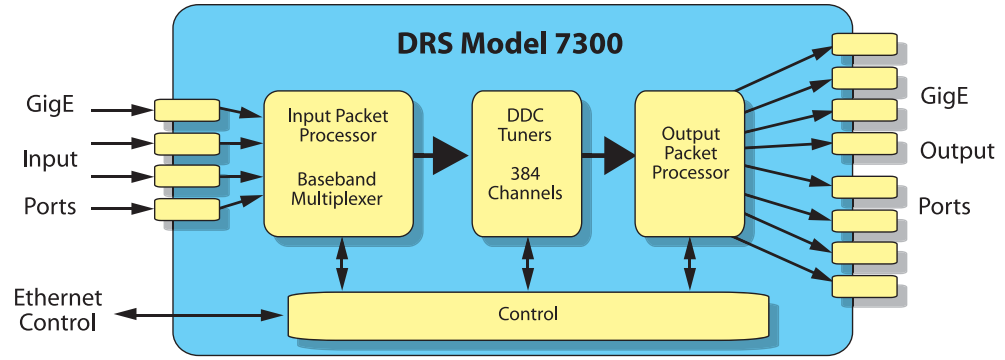 DRS Model 7300
GigE
Input
Ports
Input Packet
Processor
Baseband
Multiplexer
DDC
Tuners
384
Channels
Output
Packet
Processor
GigE
Output
Ports
Ethernet
Control
Control